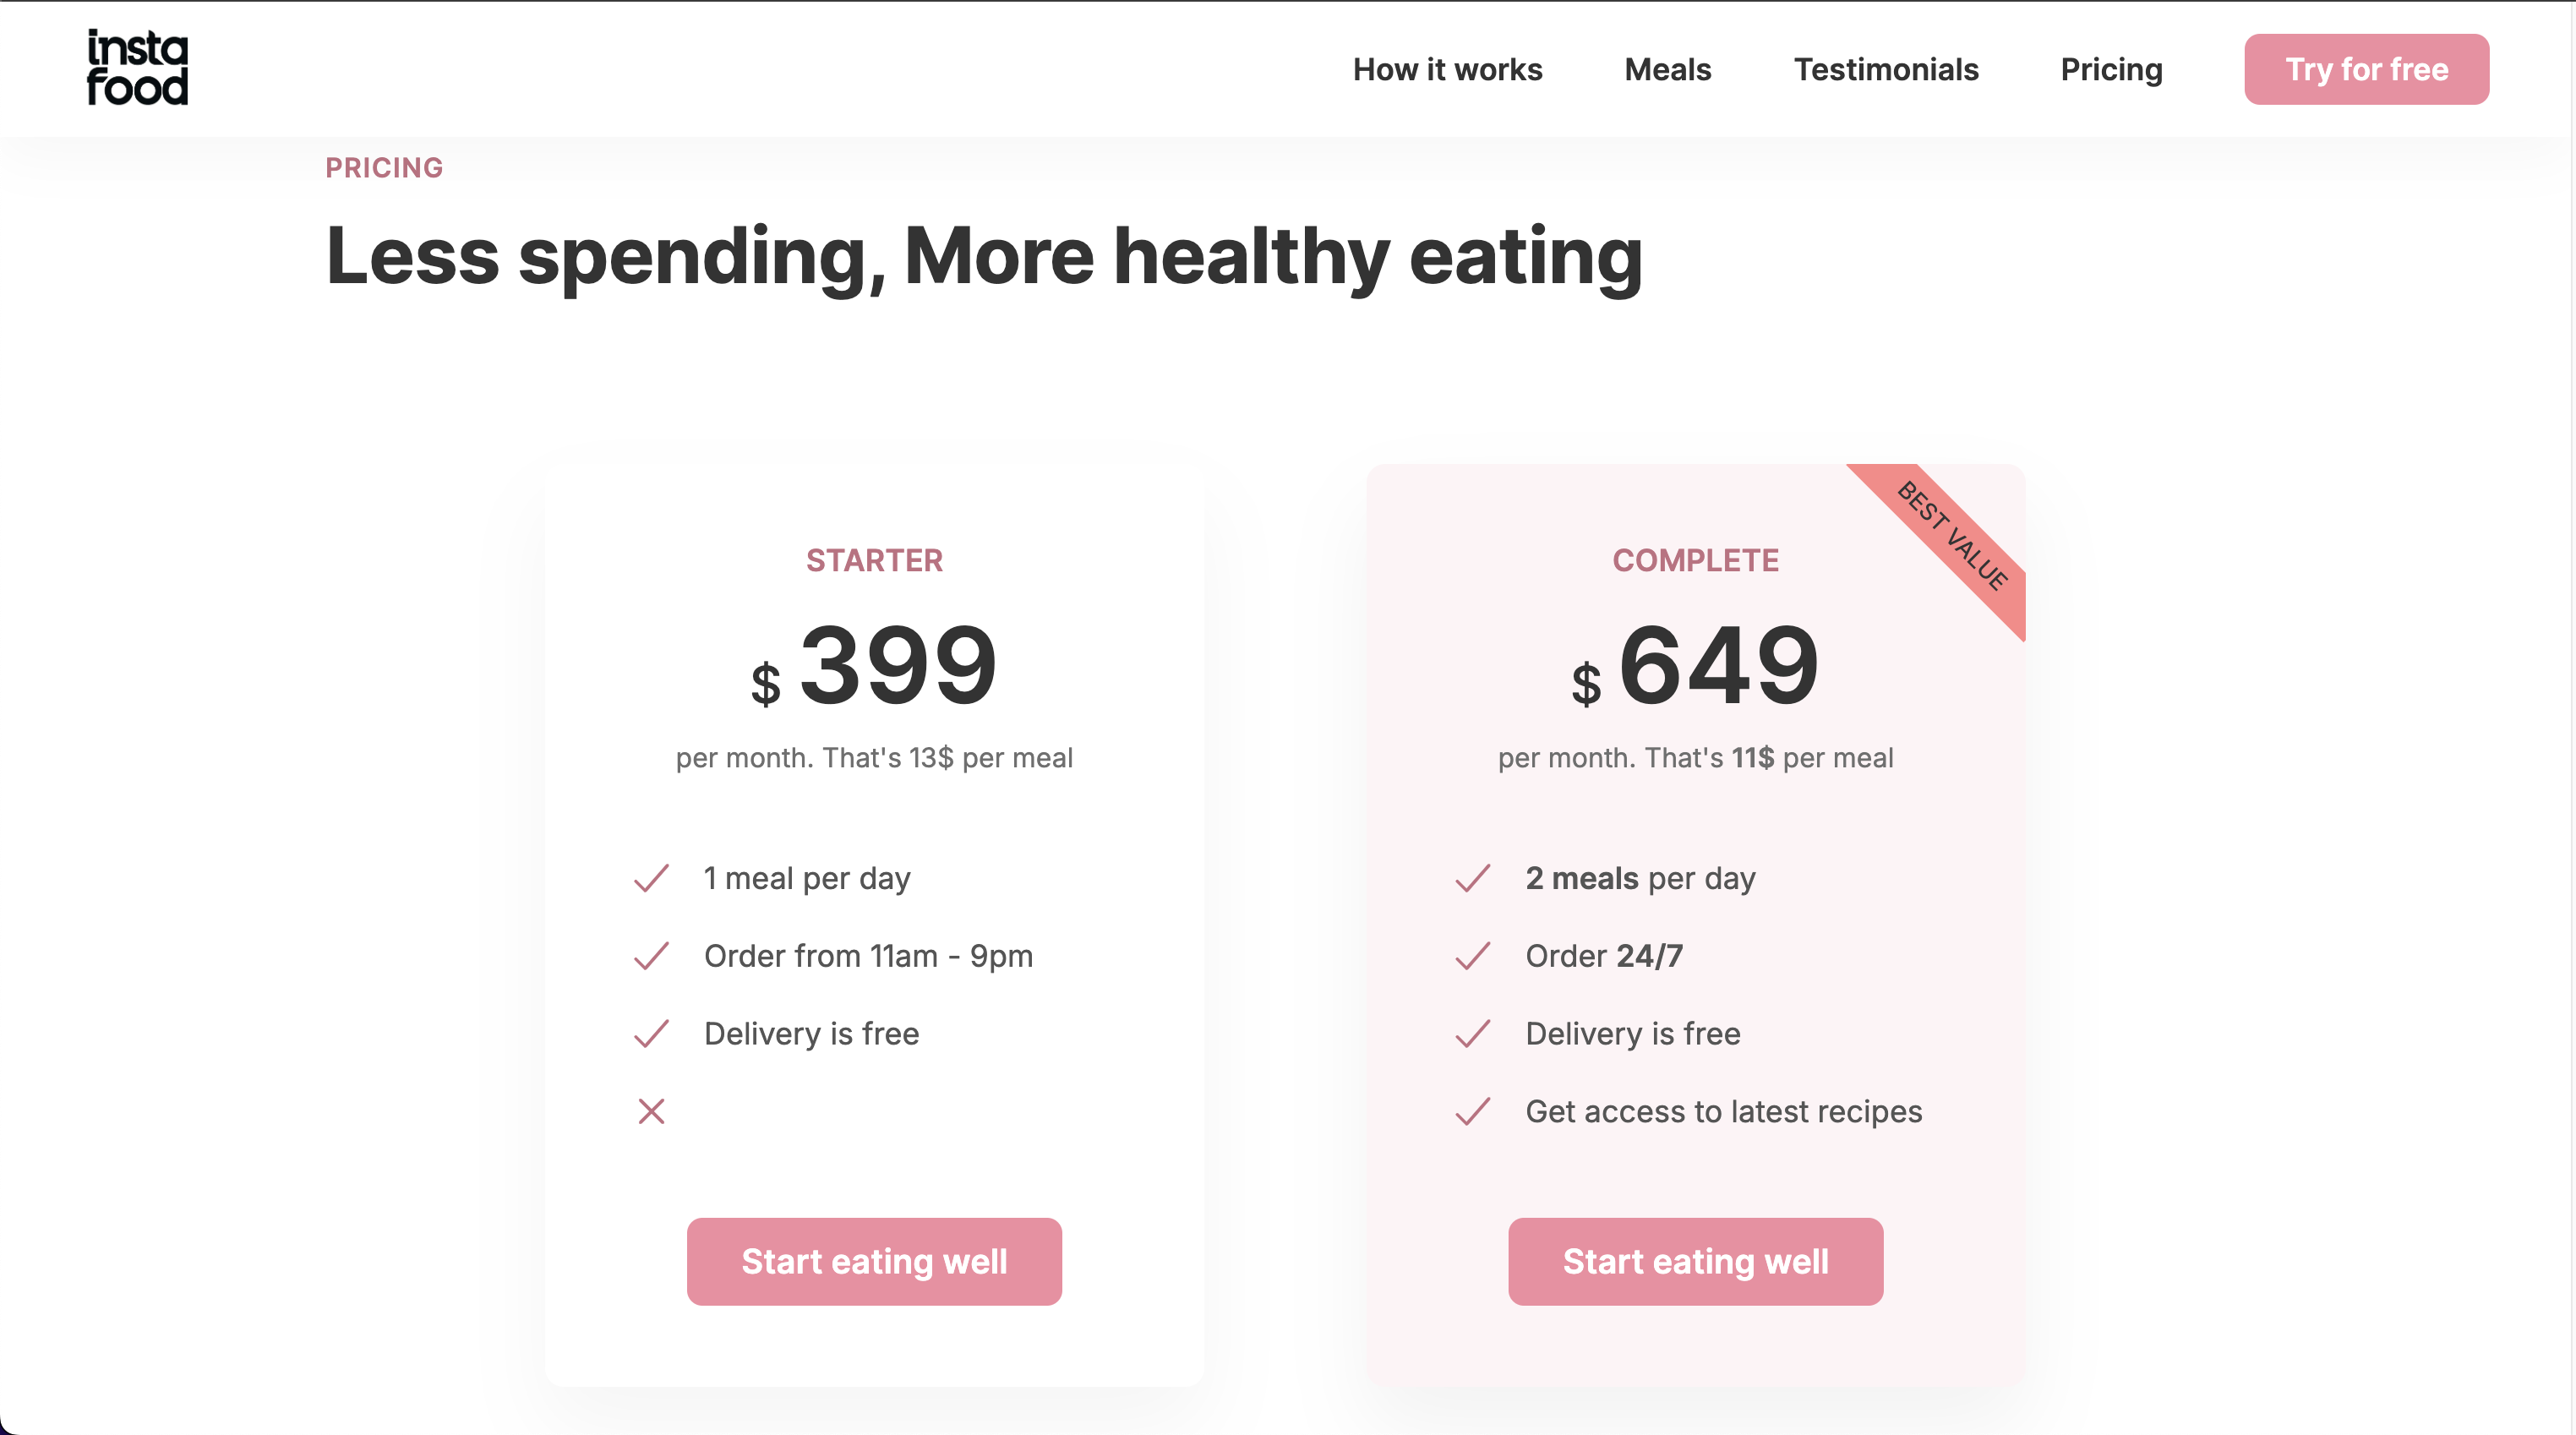 insta
food
How it works
Meals
Testimonials
Pricing
Try for free
PRICING
Less spending, More healthy eating
STARTER
$ 399
per month. That's 13$ per meal
1 meal per day
Order from 11am - 9pm
Delivery is free
Start eating well
BEST VALUE
COMPLETE
$ 649
per month. That's 11$ per meal
2 meals per day
Order 24/7
Delivery is free
Get access to latest recipes
Start eating well